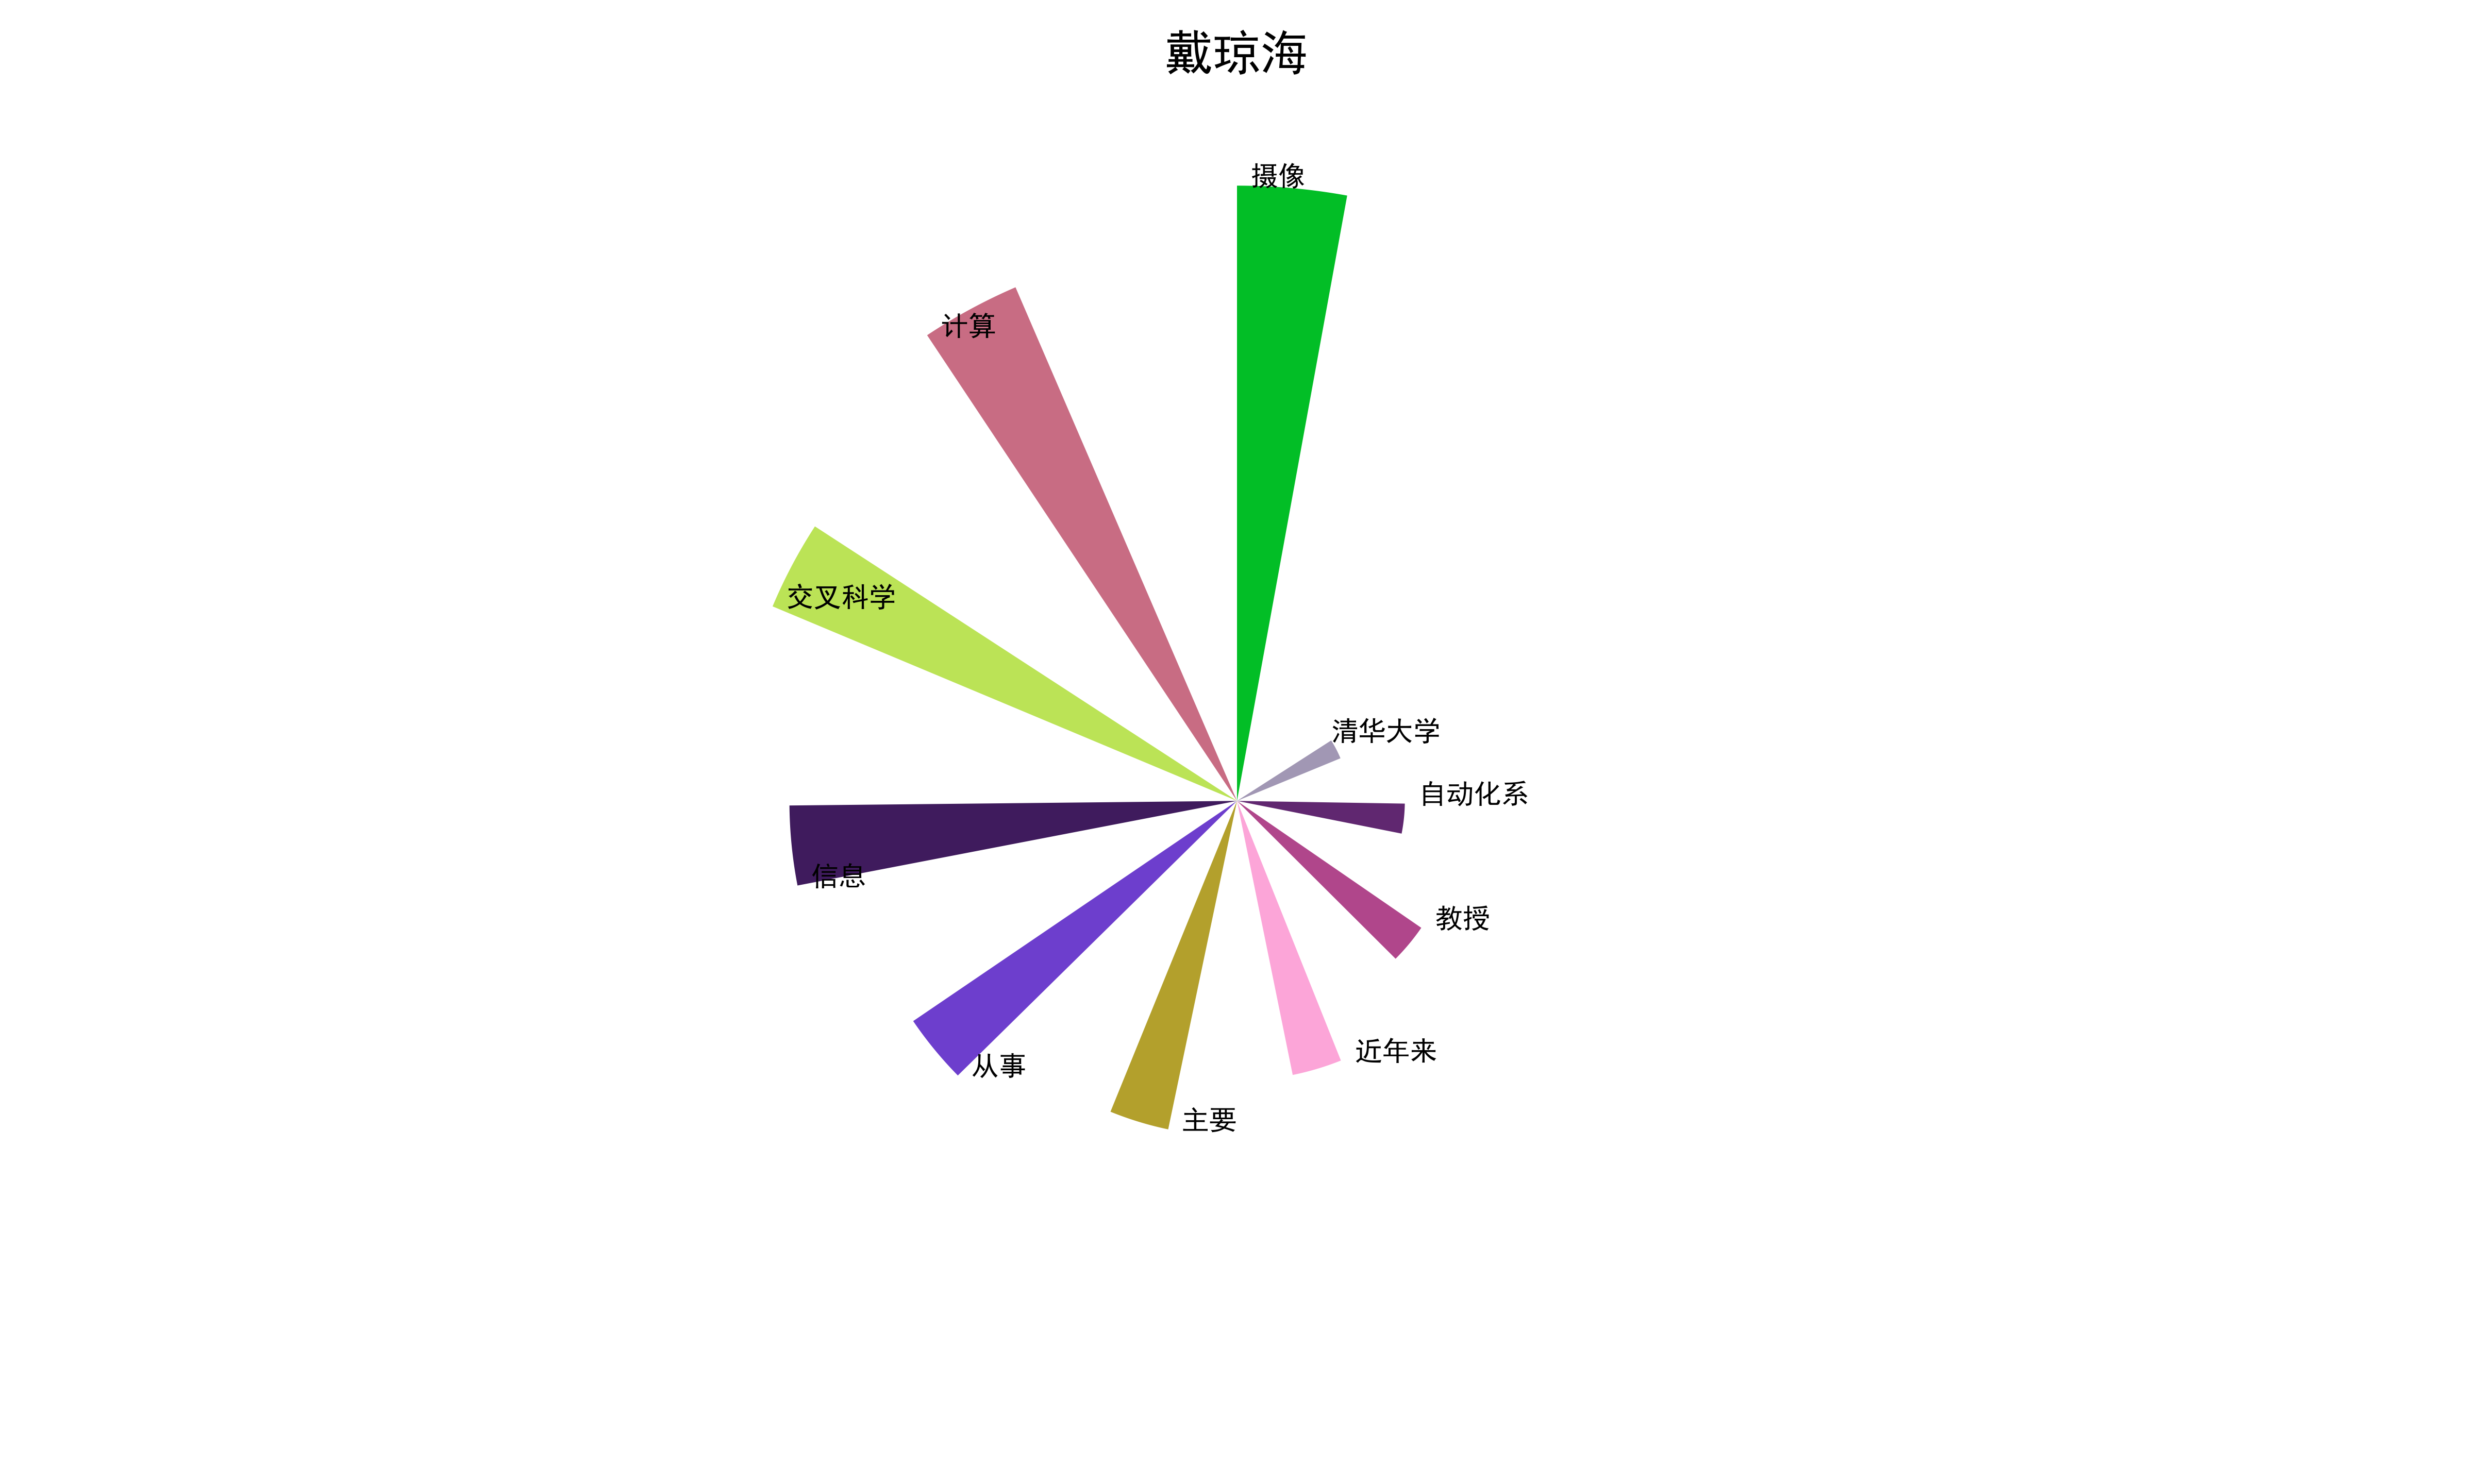 戴琼海
摄像
计算
交叉科学
清华大学
自动化系
信息
教授
近年来
从事
主要